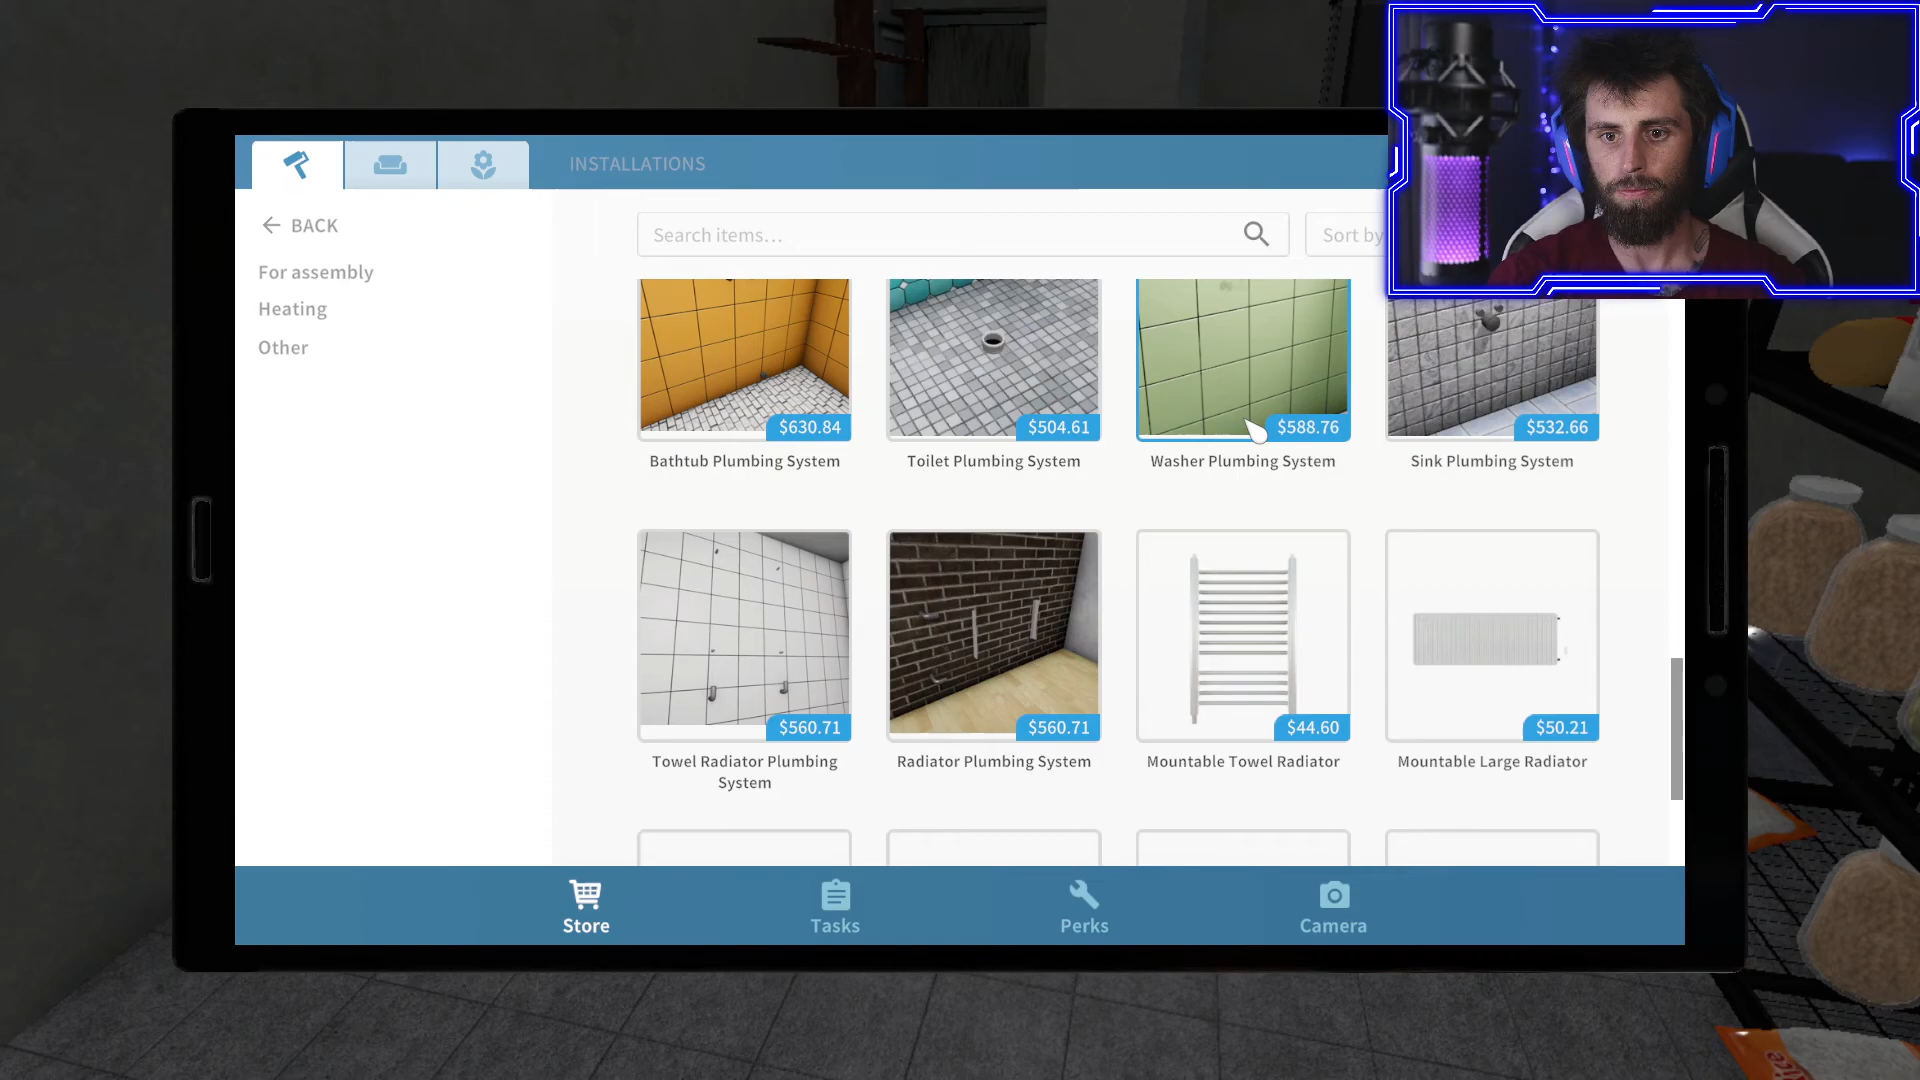 INSTALLATIONS
BACK
Search items...
Sort by
For assembly
Heating
Other
$630.84
$504.61
$588.76
$532.66
Bathtub Plumbing System
Toilet Plumbing System
Washer Plumbing System
Sink Plumbing System
$560.71
$560.71
$44.60
$50.21
Towel Radiator Plumbing
System
Radiator Plumbing System
Mountable Towel Radiator
Mountable Large Radiator
Store
Tasks
Perks
Camera